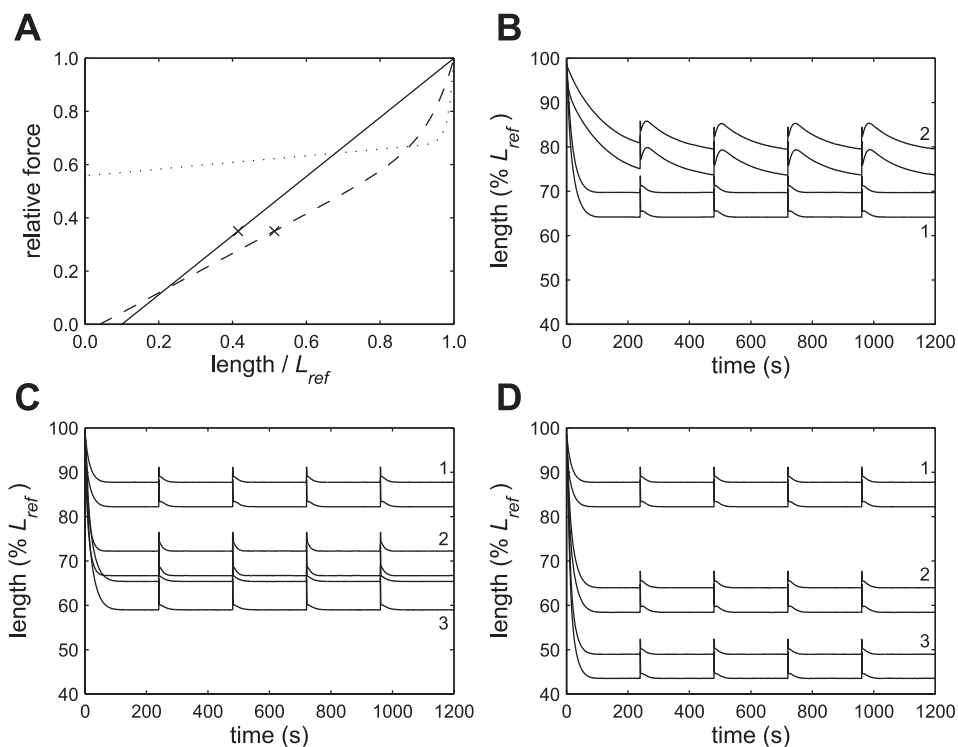 A
relative force
1.0
0.8
0.6
0.4
0.2
0.0
0.0 0.2 0.4 0.6 0.8 1.0
length / L_ref
B
length (% L_ref)
100
90
80
70
60
50
40
2
1
0 200 400 600 800 1000 1200
time (s)
C
length (% L_ref)
100
90
80
70
60
50
40
1
2
3
0 200 400 600 800 1000 1200
time (s)
D
length (% L_ref)
100
90
80
70
60
50
40
1
2
3
0 200 400 600 800 1000 1200
time (s)